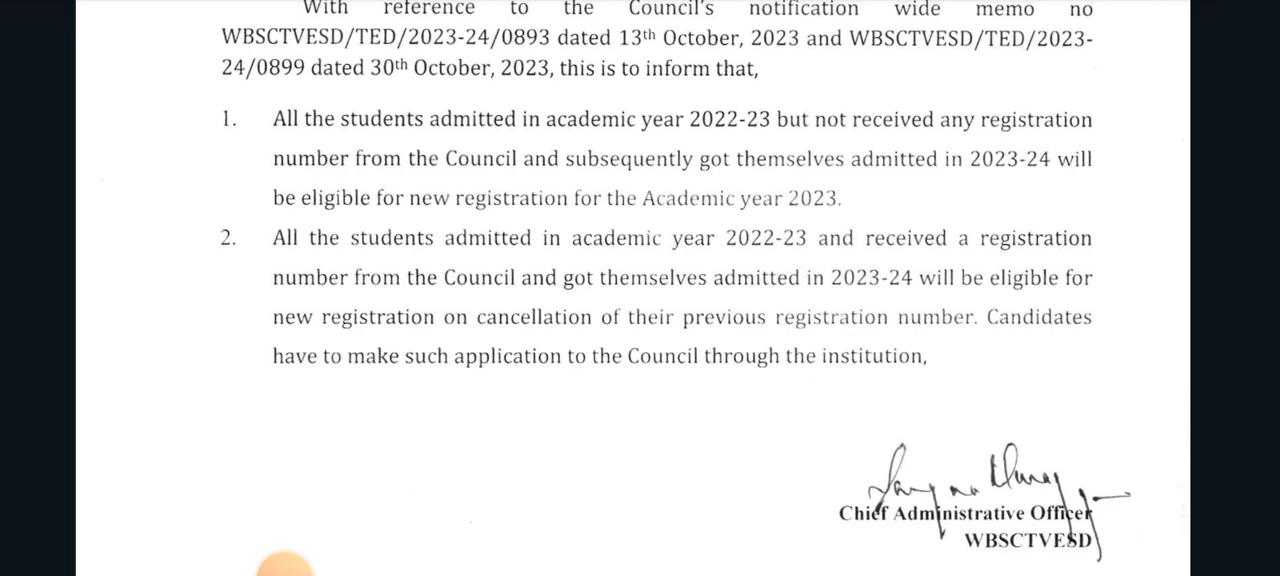 With reference to the Council's notification wide memo no
WBSCTVESD/TED/2023-24/0893 dated 13th October, 2023 and WBSCTVESD/TED/2023-
24/0899 dated 30th October, 2023, this is to inform that,
1. All the students admitted in academic year 2022-23 but not received any registration
number from the Council and subsequently got themselves admitted in 2023-24 will
be eligible for new registration for the Academic year 2023.
2. All the students admitted in academic year 2022-23 and received a registration
number from the Council and got themselves admitted in 2023-24 will be eligible for
new registration on cancellation of their previous registration number. Candidates
have to make such application to the Council through the institution,
Chief Administrative Officer
WBSCTVESD